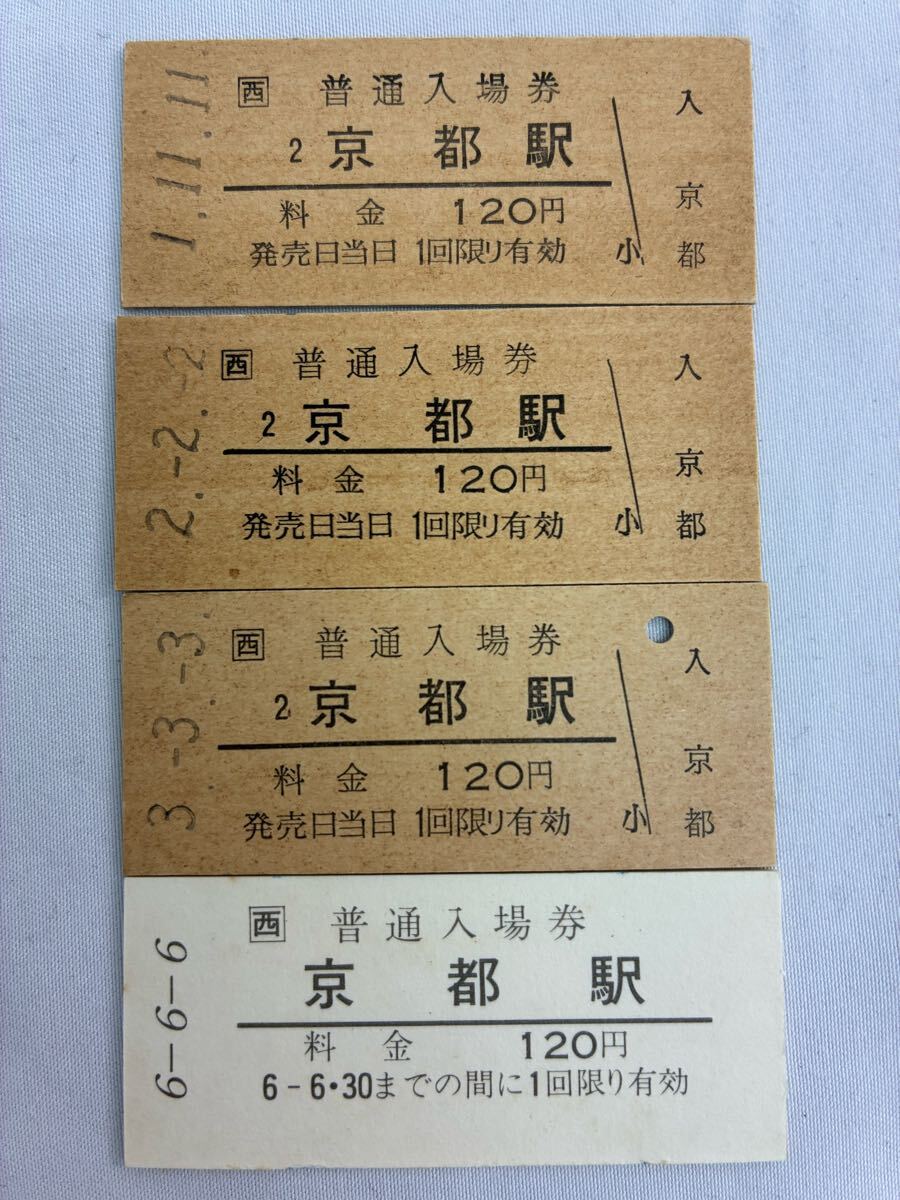 1.11.11.
西 普通入場券
2 京都駅
料金 120円
発売日当日 1回限り有効
小
入
京
都
2.-2.-2.
西 普通入場券
2 京都駅
料金 120円
発売日当日 1回限り有効
小
入
京
都
3.-3.-3.
西 普通入場券
2 京都駅
料金 120円
発売日当日 1回限り有効
小
入
京
都
6-6-6
西 普通入場券
京都駅
料金 120円
6-6・30までの間に1回限り有効